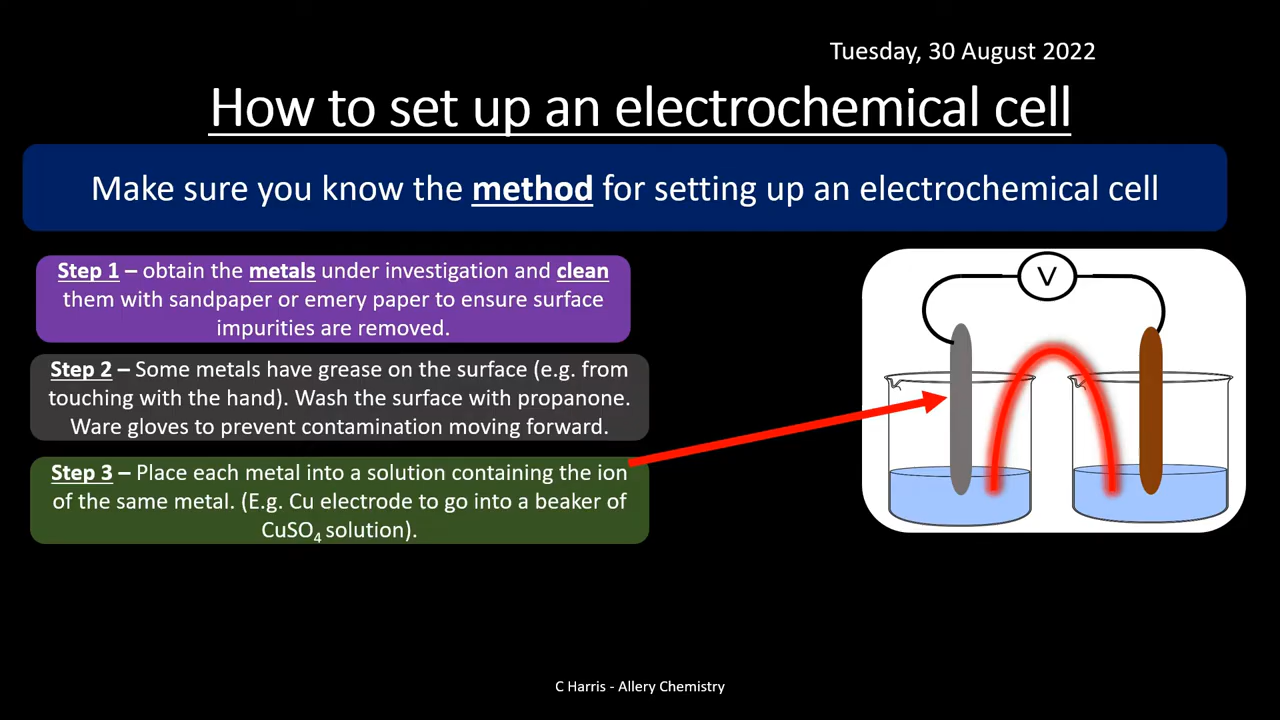 Tuesday, 30 August 2022
How to set up an electrochemical cell
Make sure you know the method for setting up an electrochemical cell
Step 1 – obtain the metals under investigation and clean
them with sandpaper or emery paper to ensure surface
impurities are removed.
Step 2 – Some metals have grease on the surface (e.g. from
touching with the hand). Wash the surface with propanone.
Ware gloves to prevent contamination moving forward.
Step 3 – Place each metal into a solution containing the ion
of the same metal. (E.g. Cu electrode to go into a beaker of
CuSO4 solution).
V
C Harris - Allery Chemistry